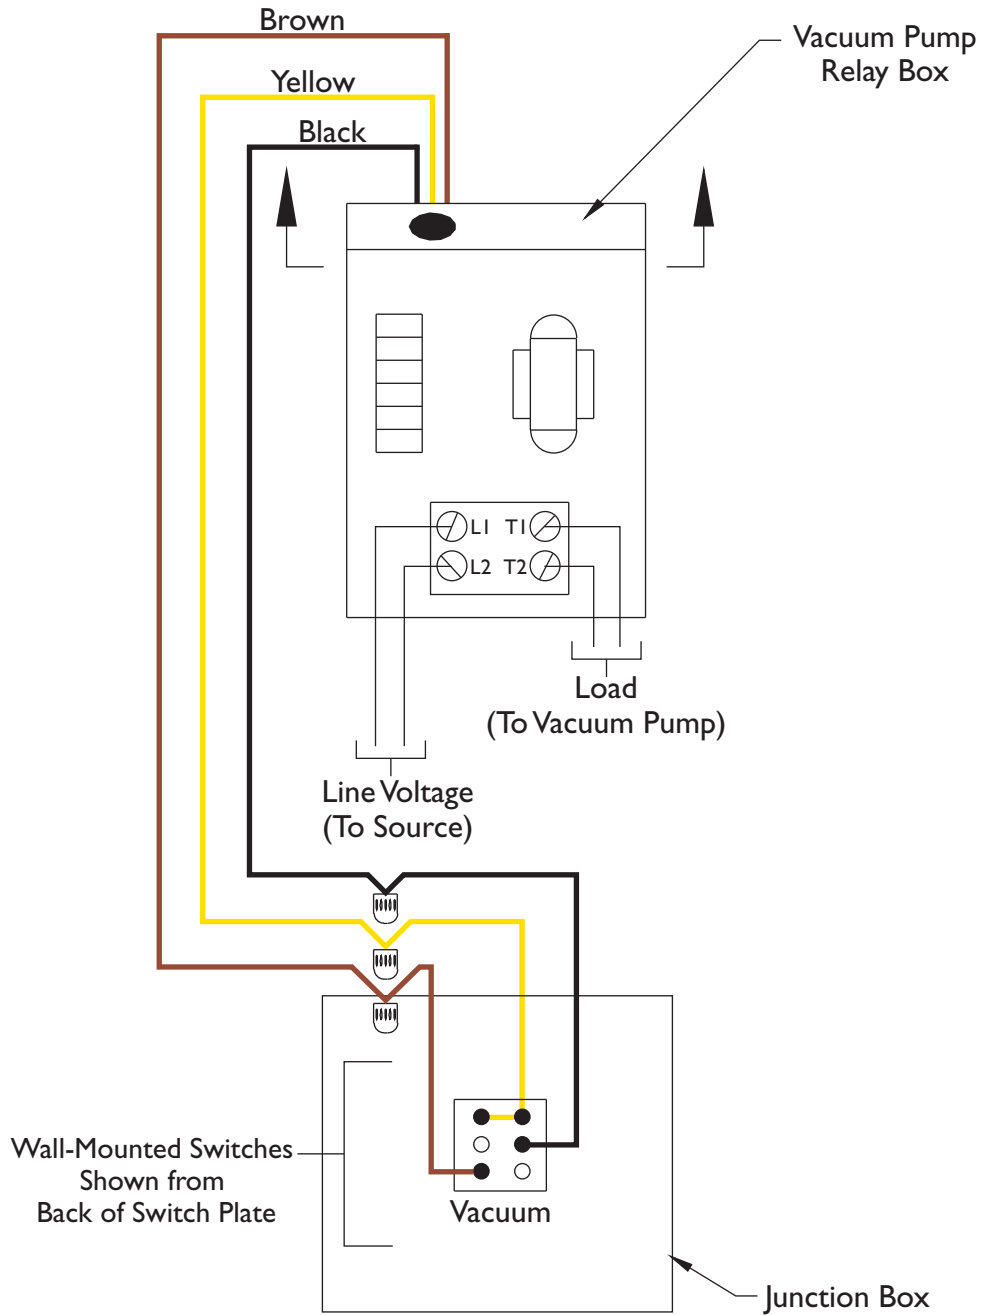 Brown
Vacuum Pump
Relay Box
Yellow
Black
L1 T1
L2 T2
Load
(To Vacuum Pump)
Line Voltage
(To Source)
Wall-Mounted Switches
Shown from
Back of Switch Plate
Vacuum
Junction Box